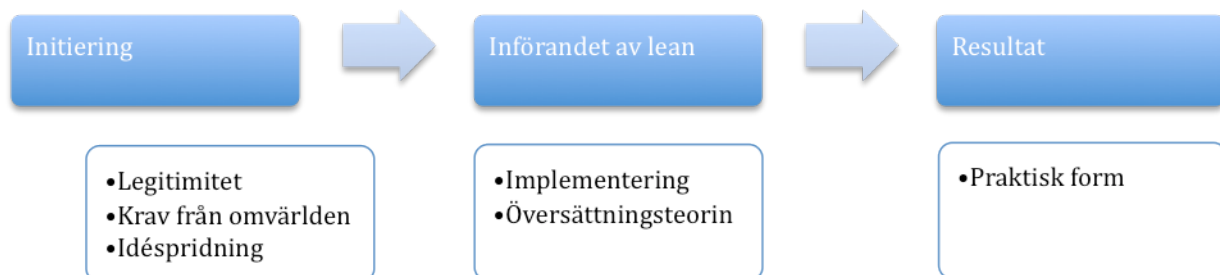 Initiering
Införandet av lean
Resultat
•Legitimitet
•Krav från omvärlden
•Idéspridning
•Implementering
•Översättningsteorin
•Praktisk form